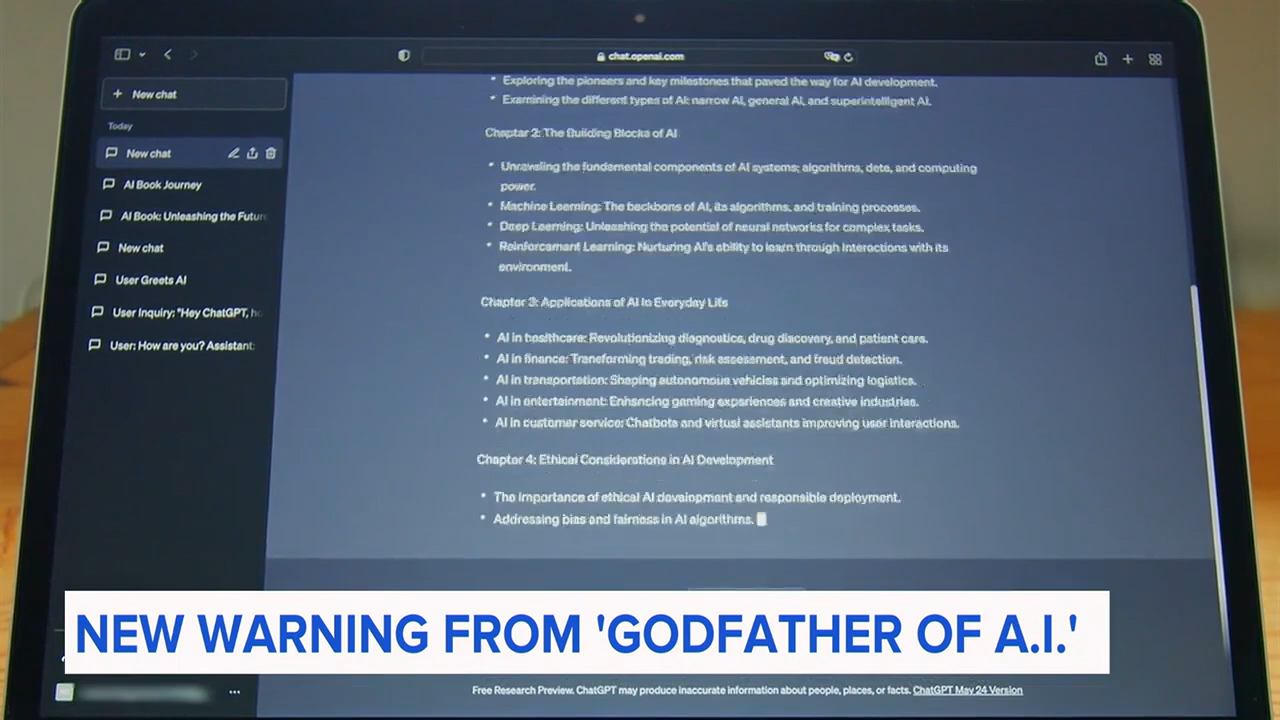 chat.openai.com
New chat
Today
New chat
AI Book Journey
AI Book: Unleashing the Futur
New chat
User Greets AI
User Inquiry: "Hey ChatGPT, h
User: How are you? Assistant:
• Exploring the pioneers and key milestones that paved the way for AI development.
• Examining the different types of AI: narrow AI, general AI, and superintelligent AI.
Chapter 2: The Building Blocks of AI
• Unraveling the fundamental components of AI systems: algorithms, data, and computing
power.
• Machine Learning: The backbone of AI, its algorithms, and training processes.
• Deep Learning: Unleashing the potential of neural networks for complex tasks.
• Reinforcement Learning: Nurturing AI's ability to learn through interactions with its
environment.
Chapter 3: Applications of AI in Everyday Life
• AI in healthcare: Revolutionizing diagnostics, drug discovery, and patient care.
• AI in finance: Transforming trading, risk assessment, and fraud detection.
• AI in transportation: Shaping autonomous vehicles and optimizing logistics.
• AI in entertainment: Enhancing gaming experiences and creative industries.
• AI in customer service: Chatbots and virtual assistants improving user interactions.
Chapter 4: Ethical Considerations in AI Development
• The importance of ethical AI development and responsible deployment.
• Addressing bias and fairness in AI algorithms.
NEW WARNING FROM 'GODFATHER OF A.I.'
Free Research Preview. ChatGPT may produce inaccurate information about people, places, or facts. ChatGPT May 24 Version